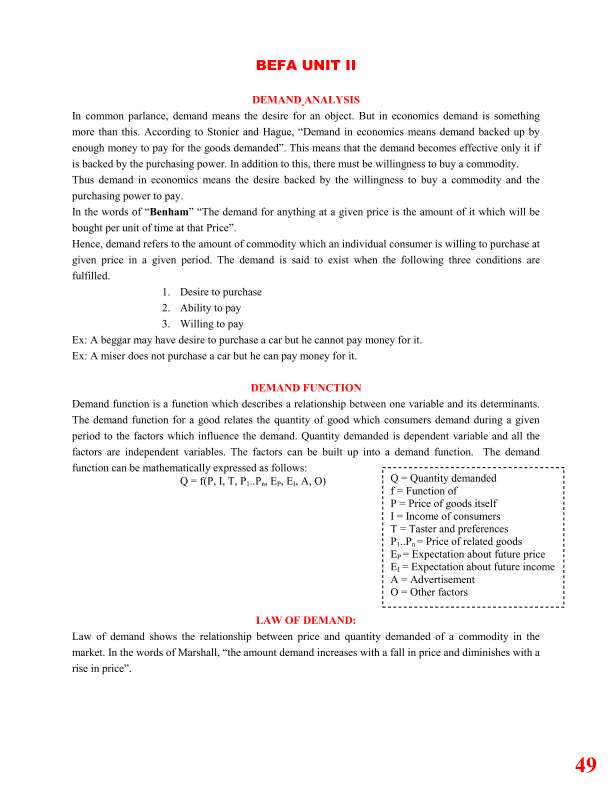 BEFA UNIT II
DEMAND ANALYSIS
In common parlance, demand means the desire for an object. But in economics demand is something
more than this. According to Stonier and Hague, “Demand in economics means demand backed up by
enough money to pay for the goods demanded”. This means that the demand becomes effective only it if
is backed by the purchasing power. In addition to this, there must be willingness to buy a commodity.
Thus demand in economics means the desire backed by the willingness to buy a commodity and the
purchasing power to pay.
In the words of “Benham” “The demand for anything at a given price is the amount of it which will be
bought per unit of time at that Price”.
Hence, demand refers to the amount of commodity which an individual consumer is willing to purchase at
given price in a given period. The demand is said to exist when the following three conditions are
fulfilled.
1. Desire to purchase
2. Ability to pay
3. Willing to pay
Ex: A beggar may have desire to purchase a car but he cannot pay money for it.
Ex: A miser does not purchase a car but he can pay money for it.
DEMAND FUNCTION
Demand function is a function which describes a relationship between one variable and its determinants.
The demand function for a good relates the quantity of good which consumers demand during a given
period to the factors which influence the demand. Quantity demanded is dependent variable and all the
factors are independent variables. The factors can be built up into a demand function. The demand
function can be mathematically expressed as follows:
Q = f(P, I, T, P1..Pn, EP, EI, A, O)
Q = Quantity demanded
f = Function of
P = Price of goods itself
I = Income of consumers
T = Taster and preferences
P1..Pn = Price of related goods
EP = Expectation about future price
EI = Expectation about future income
A = Advertisement
O = Other factors
LAW OF DEMAND:
Law of demand shows the relationship between price and quantity demanded of a commodity in the
market. In the words of Marshall, “the amount demand increases with a fall in price and diminishes with a
rise in price”.
49